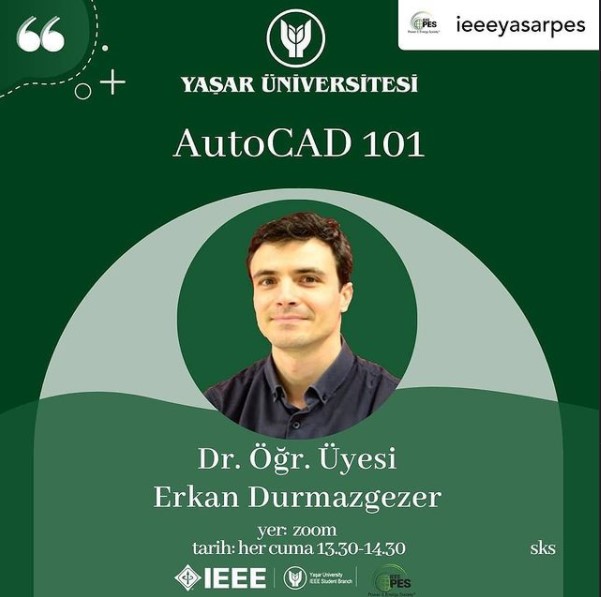 ieeeyasarpes
YAŞAR ÜNİVERSİTESİ
AutoCAD 101
Dr. Öğr. Üyesi
Erkan Durmazgezer
yer: zoom
tarih: her cuma 13.30-14.30
sks
IEEE
Yaşar University
IEEE Student Branch
PES